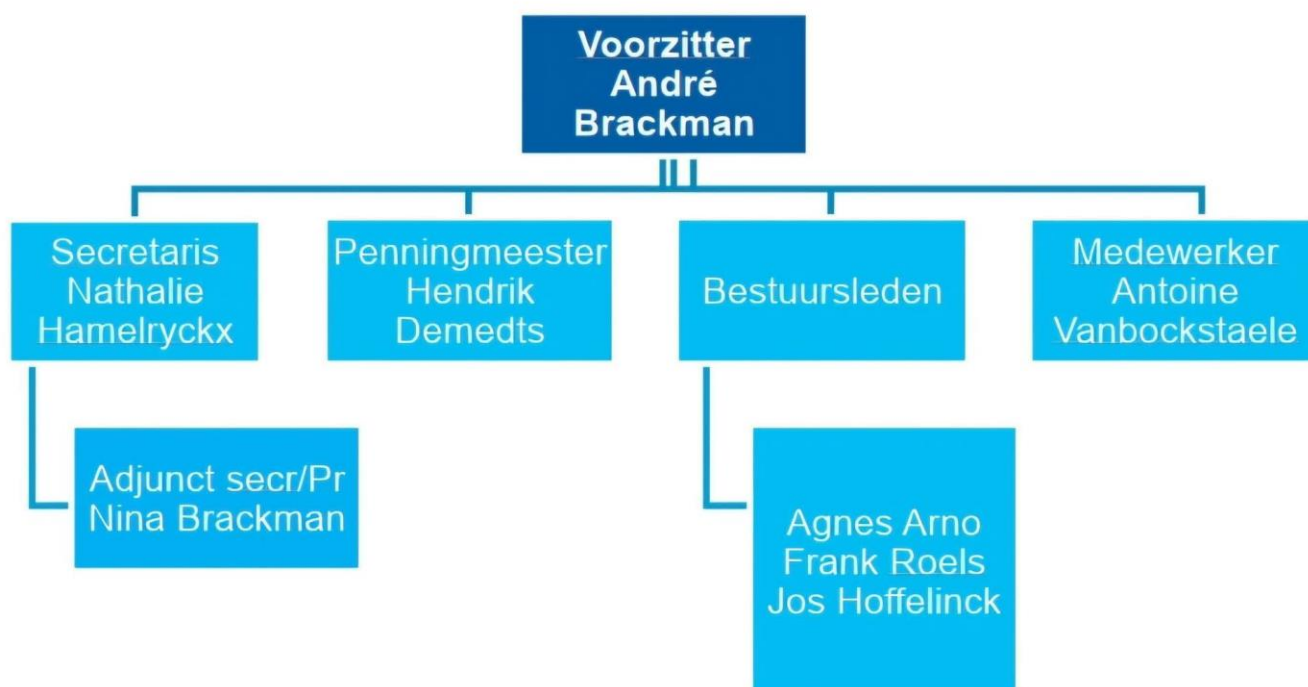 Voorzitter
André
Brackman
Secretaris
Nathalie
Hamelryckx
Penningmeester
Hendrik
Demedts
Bestuursleden
Medewerker
Antoine
Vanbockstaele
Adjunct secr/Pr
Nina Brackman
Agnes Arno
Frank Roels
Jos Hoffelinck